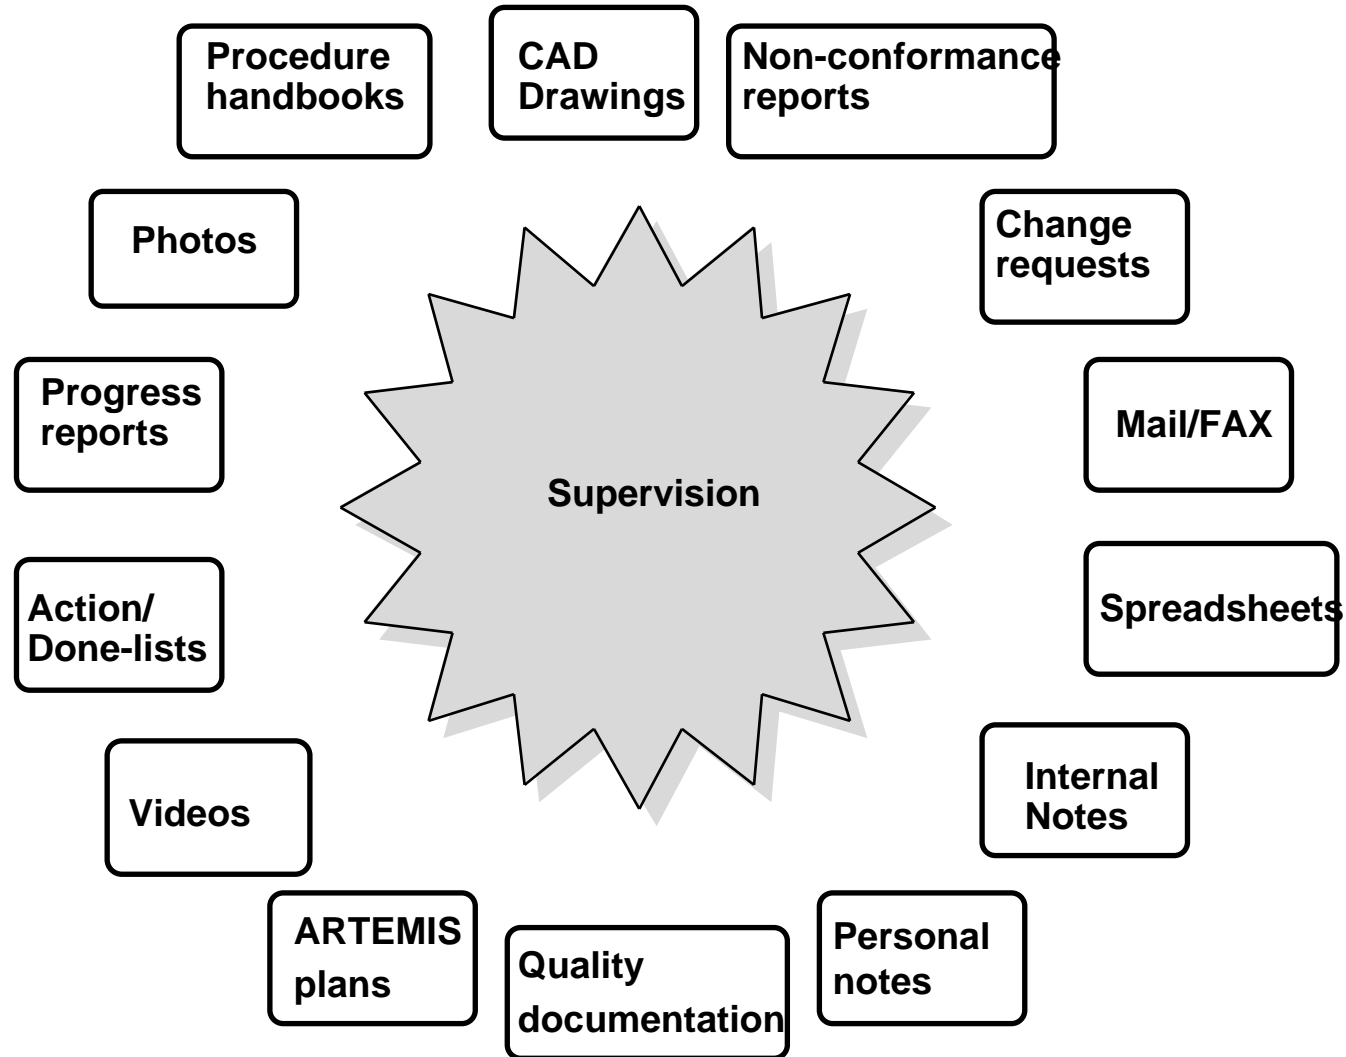 Procedure
handbooks
CAD
Drawings
Non-conformance
reports
Photos
Change
requests
Progress
reports
Mail/FAX
Supervision
Action/
Done-lists
Spreadsheets
Videos
Internal
Notes
ARTEMIS
plans
Quality
documentation
Personal
notes